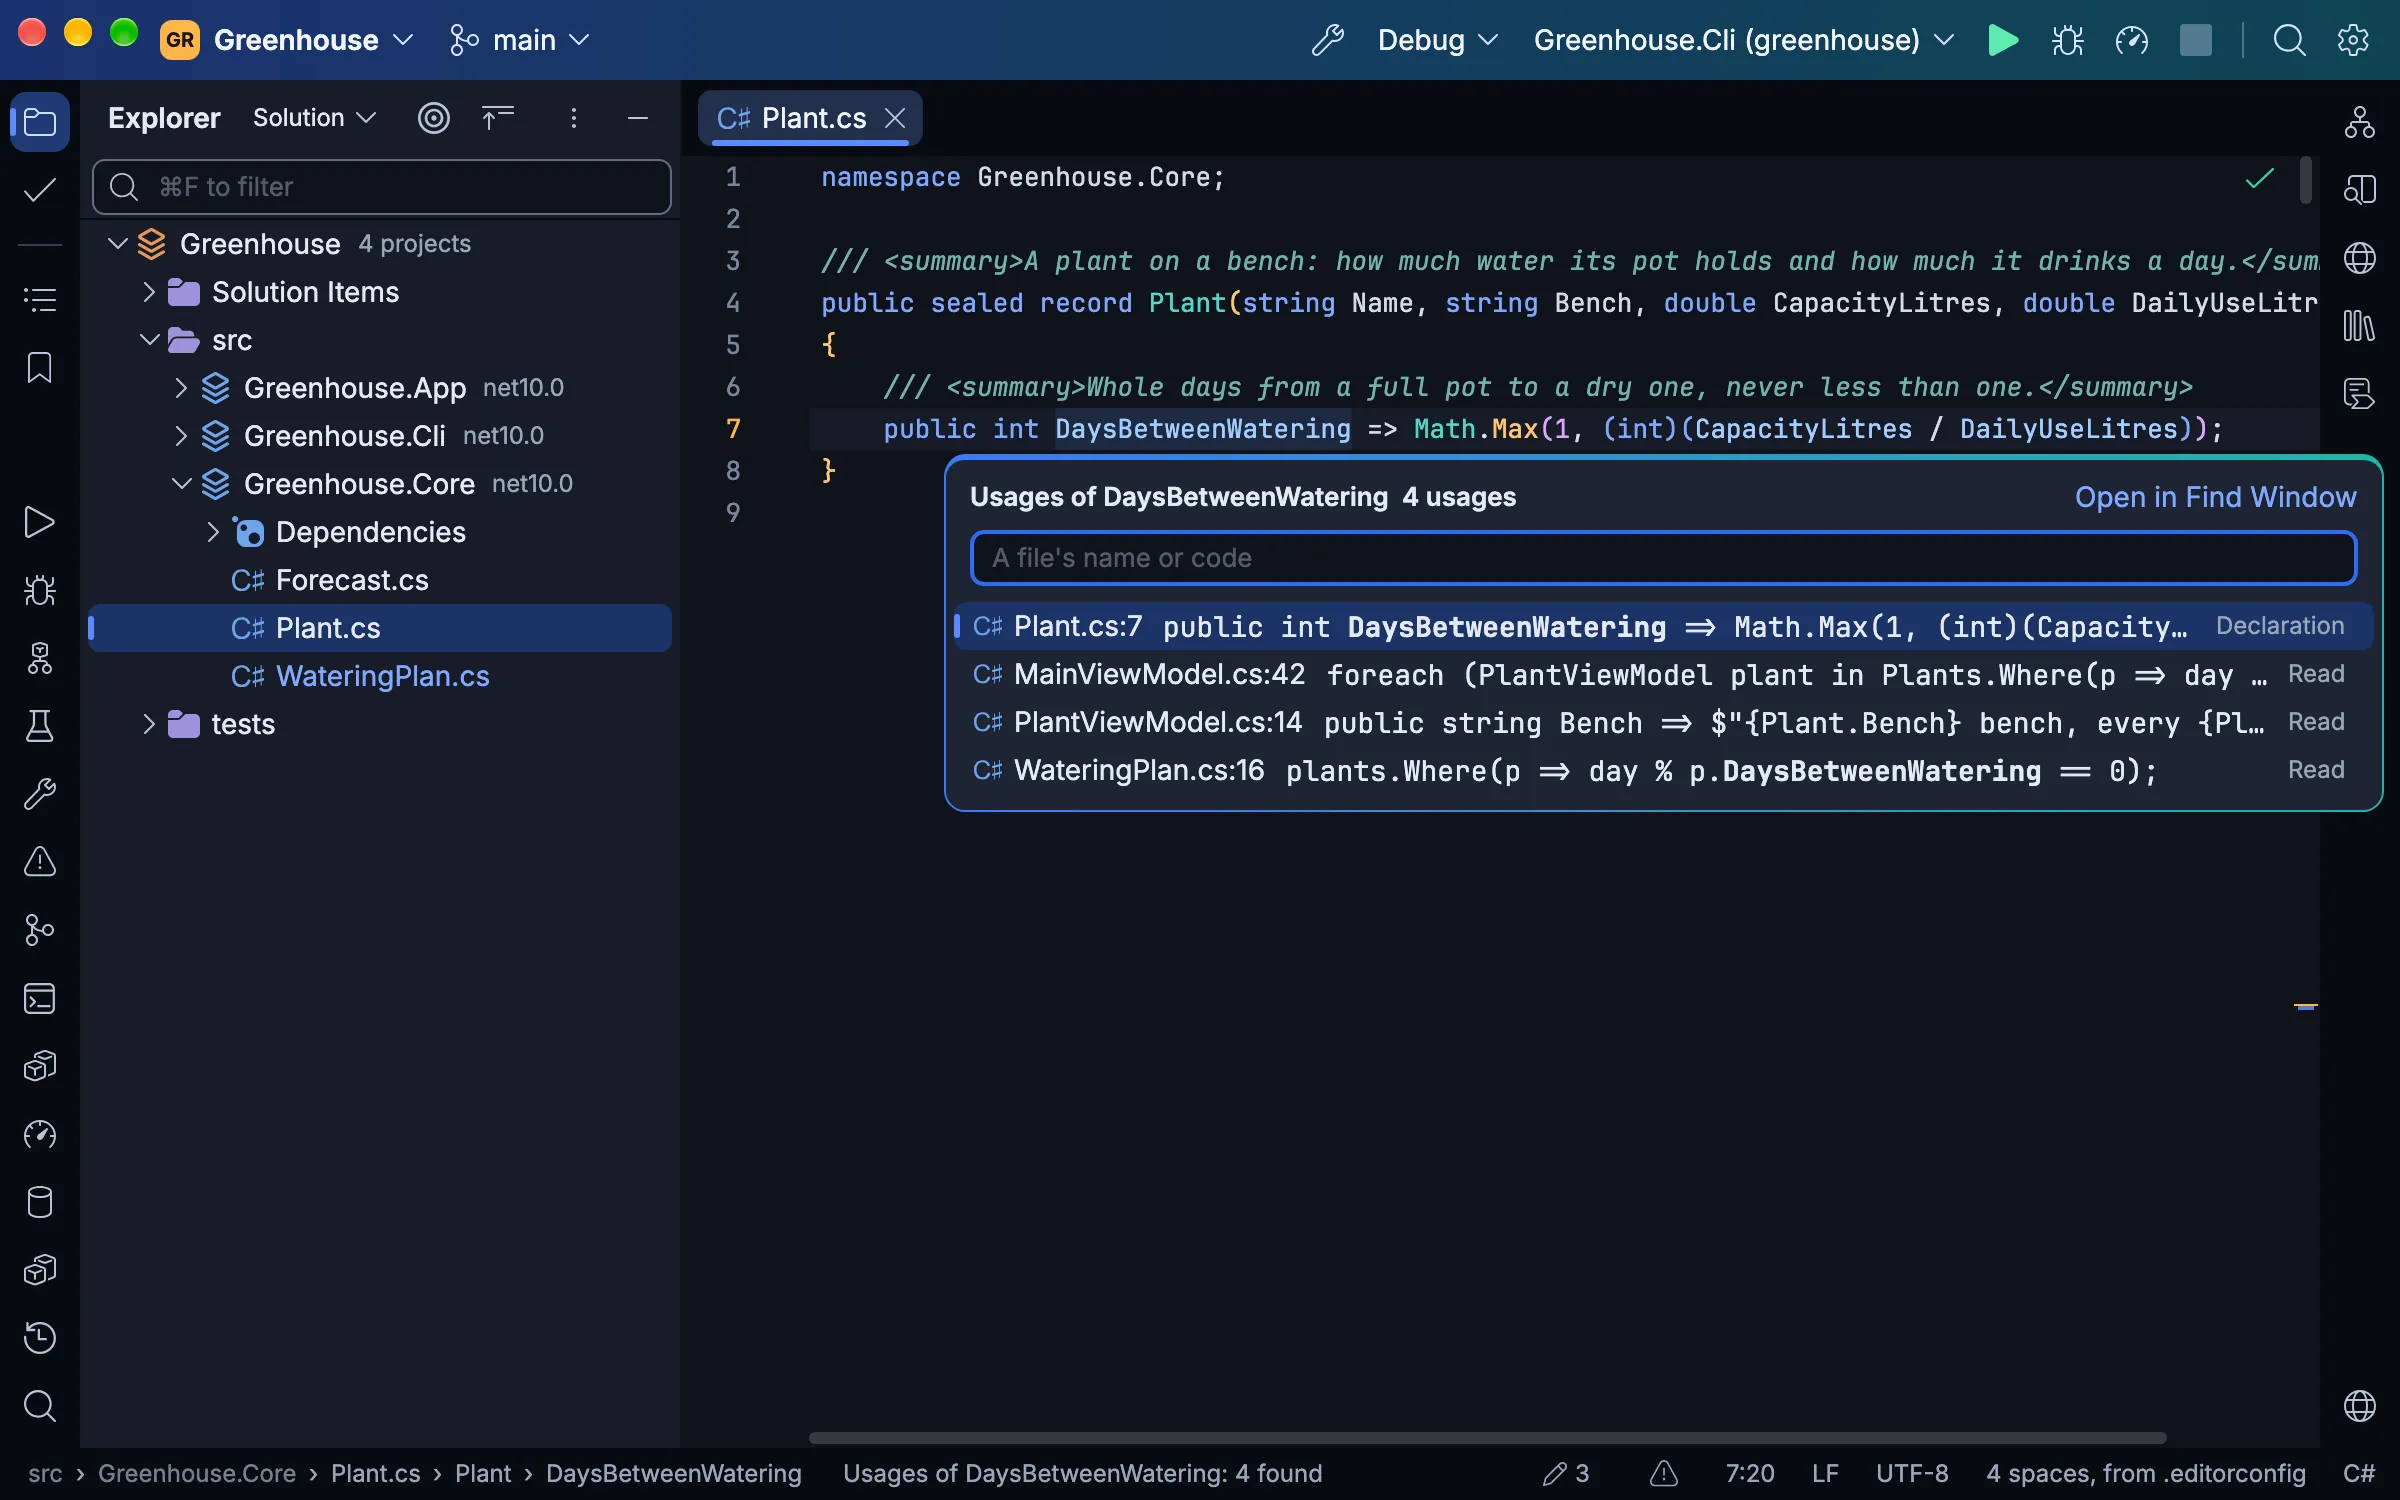 GR Greenhouse main Debug Greenhouse.Cli (greenhouse)
Explorer Solution
⌘F to filter
Greenhouse 4 projects
Solution Items
src
Greenhouse.App net10.0
Greenhouse.Cli net10.0
Greenhouse.Core net10.0
Dependencies
C# Forecast.cs
C# Plant.cs
C# WateringPlan.cs
tests
C# Plant.cs
1 namespace Greenhouse.Core;
2
3 /// <summary>A plant on a bench: how much water its pot holds and how much it drinks a day.</sum
4 public sealed record Plant(string Name, string Bench, double CapacityLitres, double DailyUseLitr
5 {
6 /// <summary>Whole days from a full pot to a dry one, never less than one.</summary>
7 public int DaysBetweenWatering => Math.Max(1, (int)(CapacityLitres / DailyUseLitres));
8 }
9
Usages of DaysBetweenWatering 4 usages Open in Find Window
A file's name or code
C# Plant.cs:7 public int DaysBetweenWatering => Math.Max(1, (int)(Capacity… Declaration
C# MainViewModel.cs:42 foreach (PlantViewModel plant in Plants.Where(p => day … Read
C# PlantViewModel.cs:14 public string Bench => $"{Plant.Bench} bench, every {Pl… Read
C# WateringPlan.cs:16 plants.Where(p => day % p.DaysBetweenWatering == 0); Read
src › Greenhouse.Core › Plant.cs › Plant › DaysBetweenWatering Usages of DaysBetweenWatering: 4 found 3 7:20 LF UTF-8 4 spaces, from .editorconfig C#